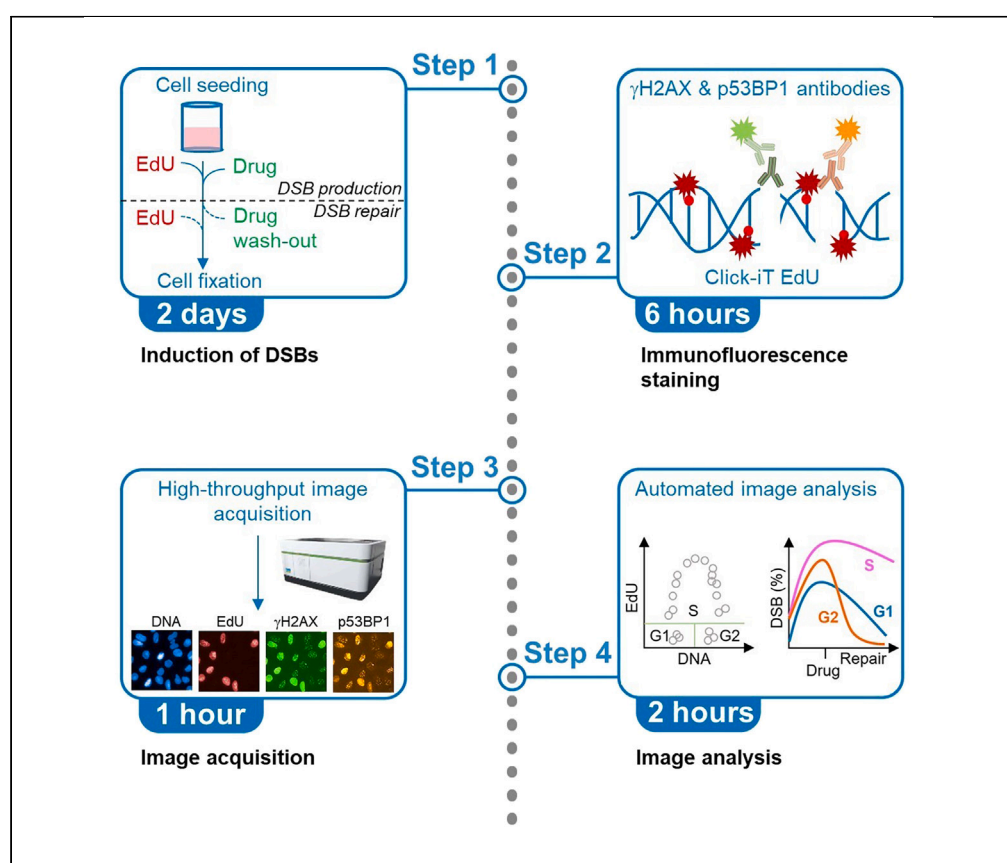 Step 1
Cell seeding
EdU
Drug
DSB production
DSB repair
EdU
Drug
wash-out
Cell fixation
2 days
Induction of DSBs
Step 2
γH2AX & p53BP1 antibodies
Click-iT EdU
6 hours
Immunofluorescence
staining
Step 3
High-throughput image
acquisition
DNA EdU γH2AX p53BP1
1 hour
Image acquisition
Step 4
Automated image analysis
EdU
S
G1 G2
DNA
DSB (%)
S
G2
G1
Drug
Repair
2 hours
Image analysis